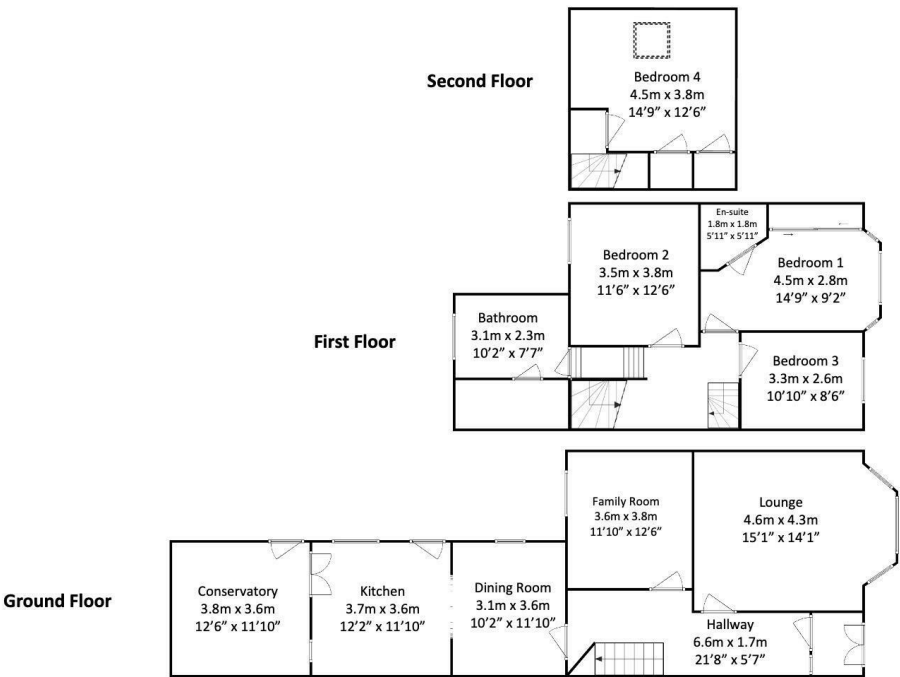 Second Floor
Bedroom 4
4.5m x 3.8m
14’9” x 12’6”
En-suite
1.8m x 1.8m
5’11” x 5’11”
Bedroom 2
3.5m x 3.8m
11’6” x 12’6”
Bedroom 1
4.5m x 2.8m
14’9” x 9’2”
First Floor
Bathroom
3.1m x 2.3m
10’2” x 7’7”
Bedroom 3
3.3m x 2.6m
10’10” x 8’6”
Family Room
3.6m x 3.8m
11’10” x 12’6”
Lounge
4.6m x 4.3m
15’1” x 14’1”
Ground Floor
Conservatory
3.8m x 3.6m
12’6” x 11’10”
Kitchen
3.7m x 3.6m
12’2” x 11’10”
Dining Room
3.1m x 3.6m
10’2” x 11’10”
Hallway
6.6m x 1.7m
21’8” x 5’7”